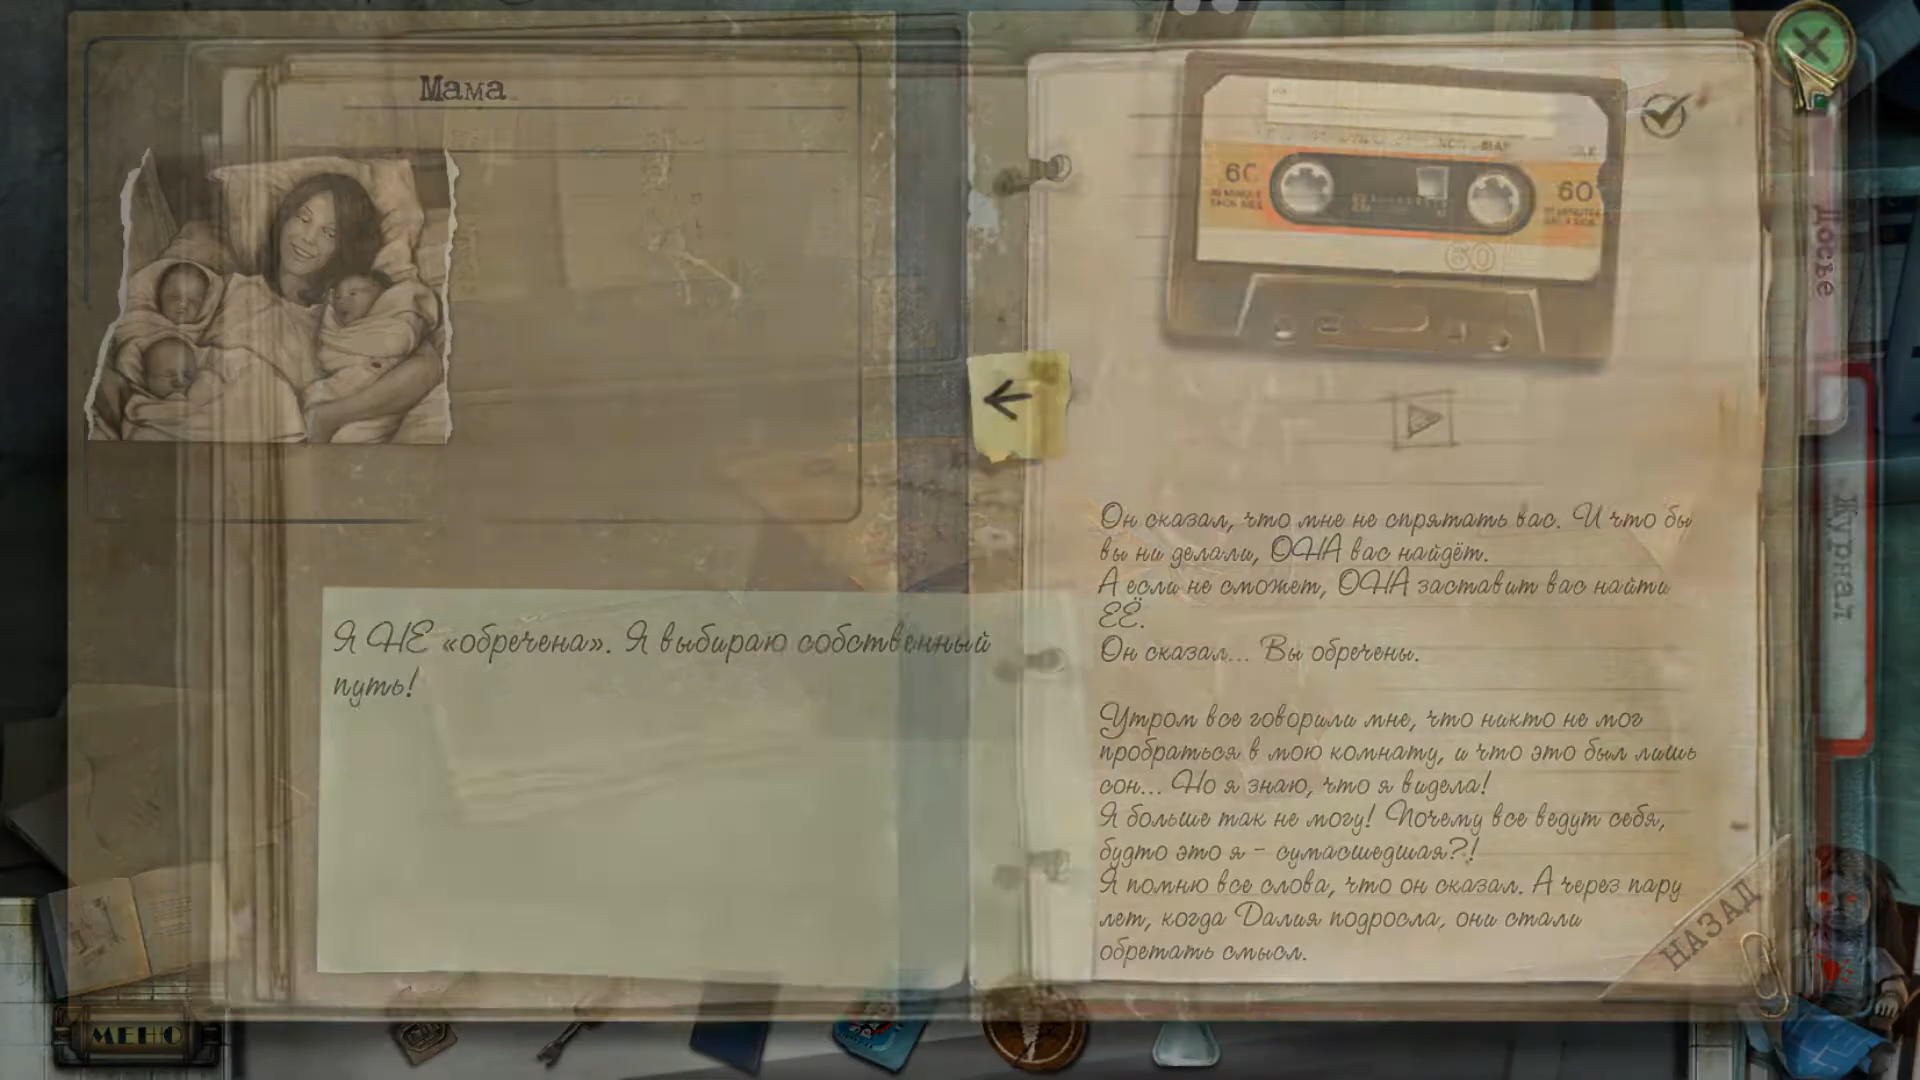 Мама
Я НЕ «обречена». Я выбираю собственный
путь!
60
60
60
Он сказал, что мне не спрятать вас. И что бы
вы ни делали, ОНА вас найдёт.
А если не сможет, ОНА заставит вас найти
ЕЁ.
Он сказал... Вы обречены.
Утром все говорили мне, что никто не мог
пробраться в мою комнату, и что это был лишь
сон... Но я знаю, что я видела!
Я больше так не могу! Почему все ведут себя,
будто это я - сумасшедшая?!
Я помню все слова, что он сказал. А через пару
лет, когда Далия подросла, они стали
обретать смысл.
НАЗАД
Досье
Журнал
МЕНЮ